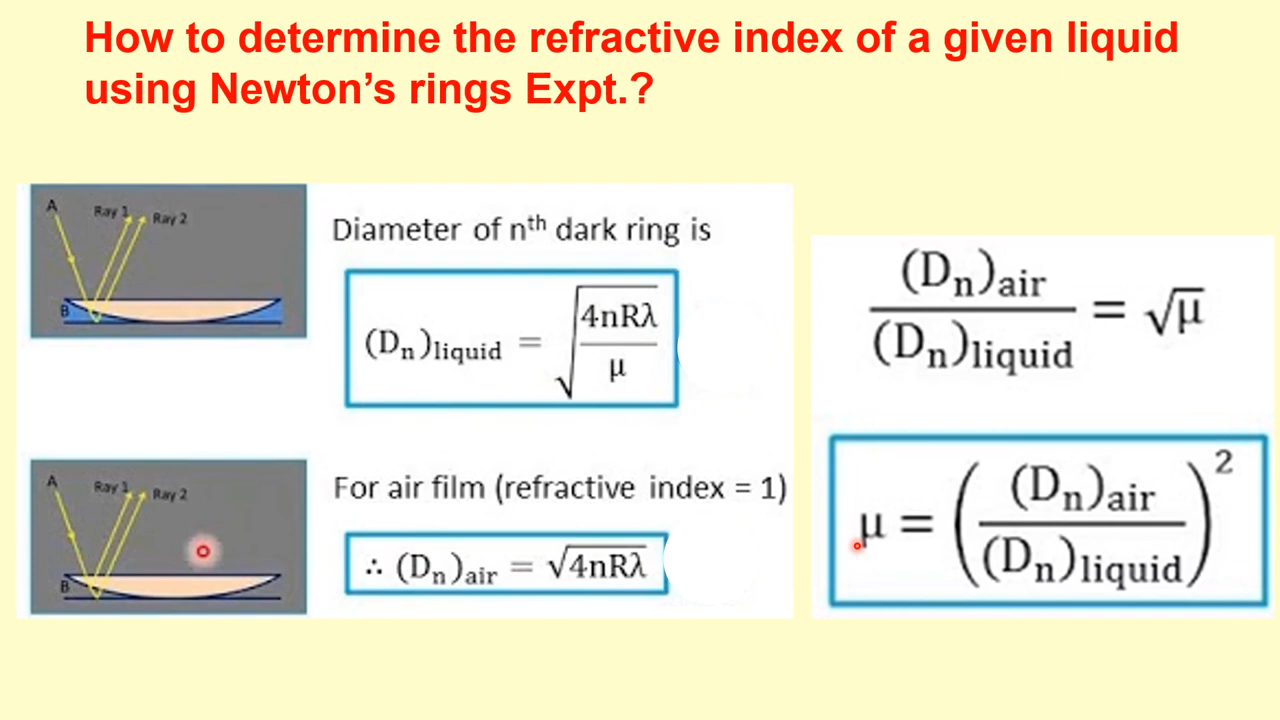 How to determine the refractive index of a given liquid
using Newton’s rings Expt.?
A
Ray 1
Ray 2
B
Diameter of nᵗʰ dark ring is
(Dₙ)liquid = √(4nRλ/μ)
A
Ray 1
Ray 2
B
For air film (refractive index = 1)
∴ (Dₙ)air = √4nRλ
(Dₙ)air / (Dₙ)liquid = √μ
μ = ((Dₙ)air / (Dₙ)liquid)²